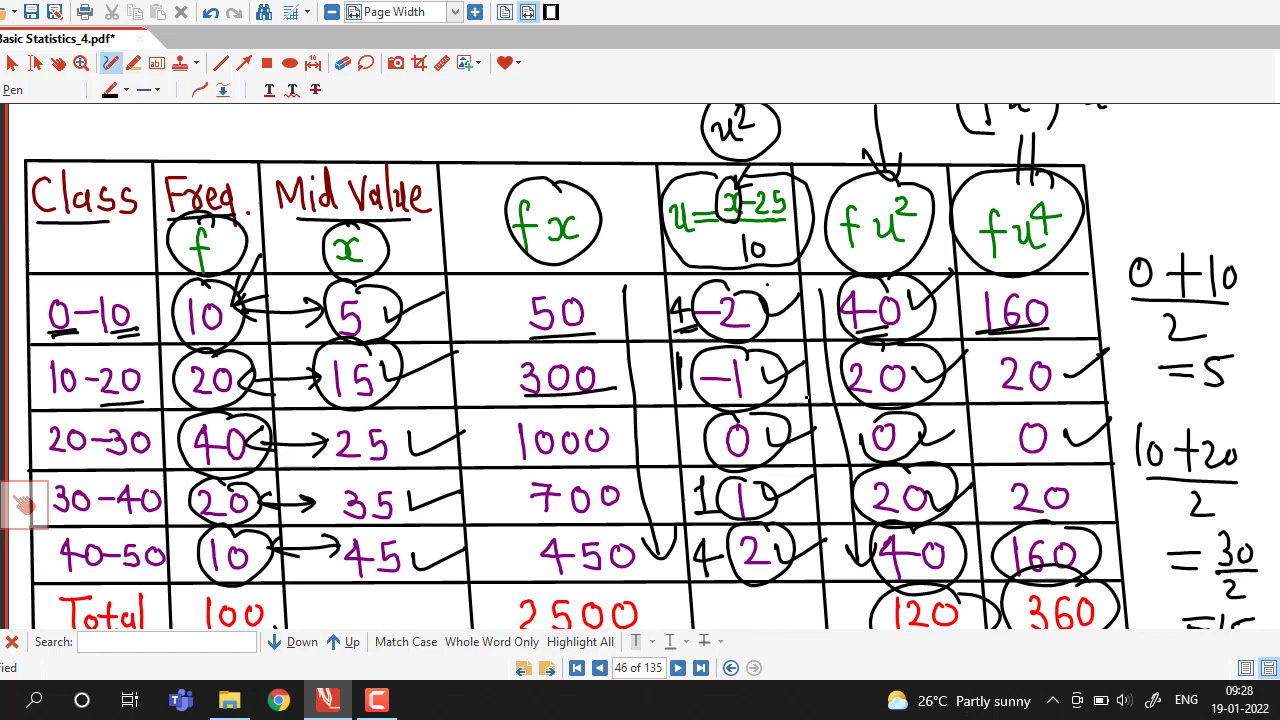 Page Width
Basic Statistics_4.pdf*
Pen
u²
Class Freq. Mid Value
f x fx u = x-25 / 10 fu² fu⁴
0-10 10 5 50 4 -2 40 160
10-20 20 15 300 1 -1 20 20
20-30 40 25 1000 0 0 0
30-40 20 35 700 1 1 20 20
40-50 10 45 450 4 2 40 160
Total 100 2500 120 360
0+10
2
=5
10+20
2
= 30
2
=15
Search: Down Up Match Case Whole Word Only Highlight All T T T
fied 46 of 135
26°C Partly sunny ENG 09:28
19-01-2022